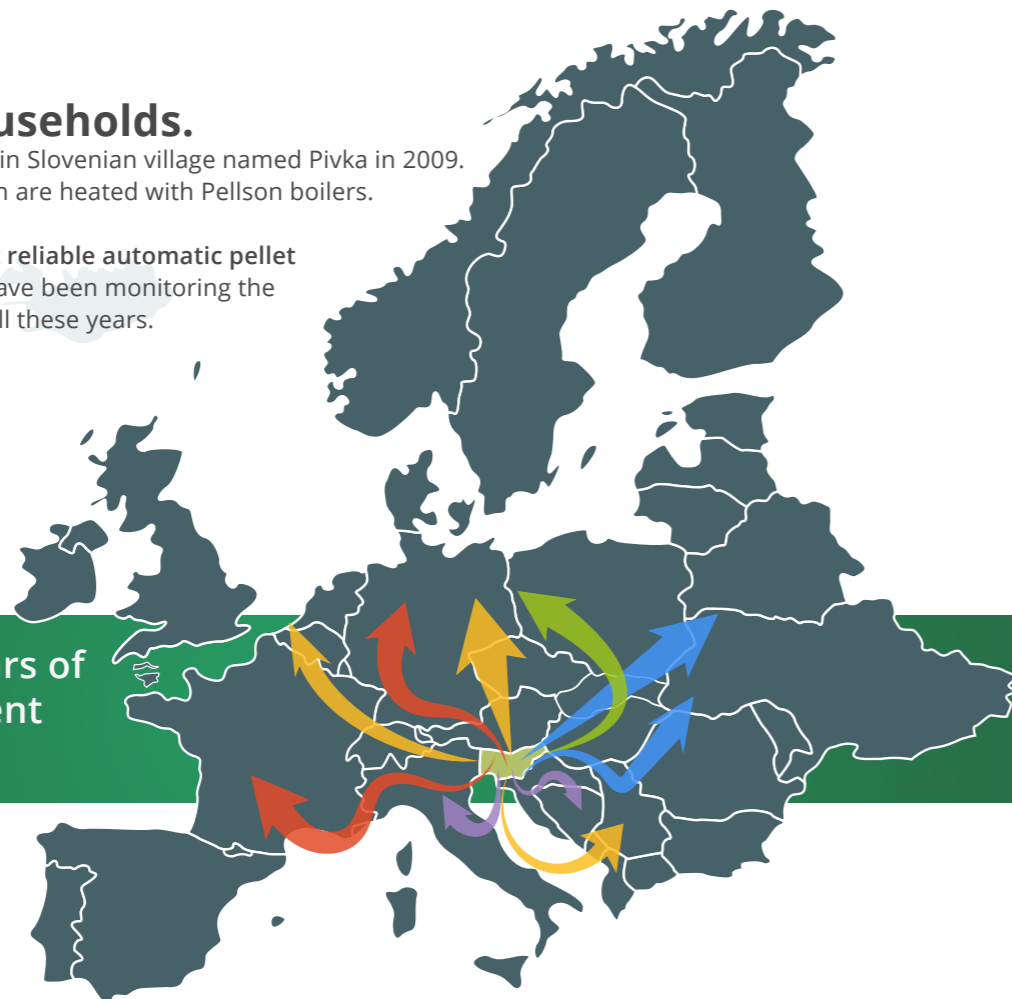 useholds.
in Slovenian village named Pivka in 2009.
are heated with Pellson boilers.
reliable automatic pellet
ave been monitoring the
ll these years.
rs of
ent